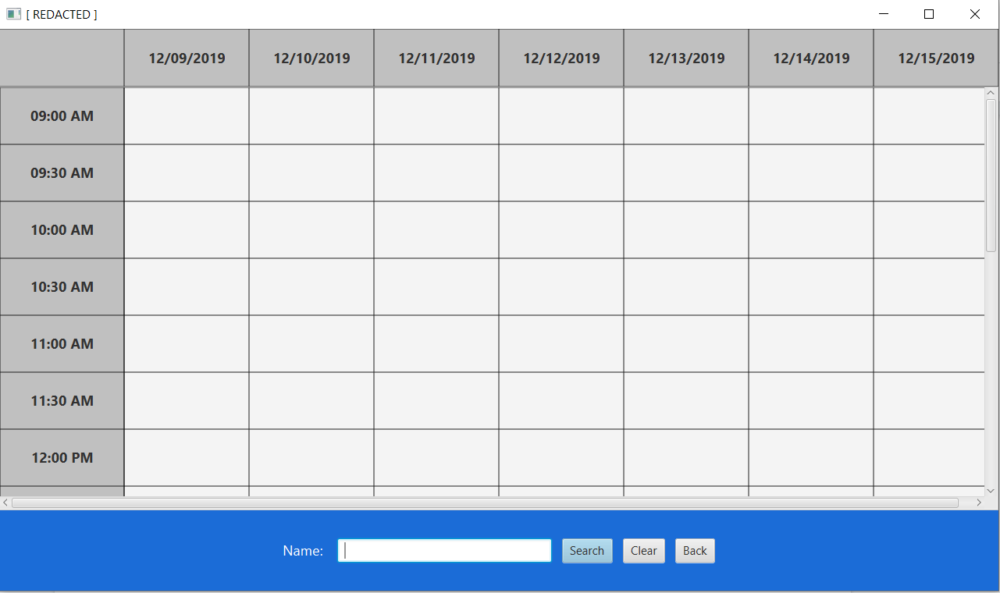 [ REDACTED ]
12/09/2019 12/10/2019 12/11/2019 12/12/2019 12/13/2019 12/14/2019 12/15/2019
09:00 AM
09:30 AM
10:00 AM
10:30 AM
11:00 AM
11:30 AM
12:00 PM
Name: Search Clear Back